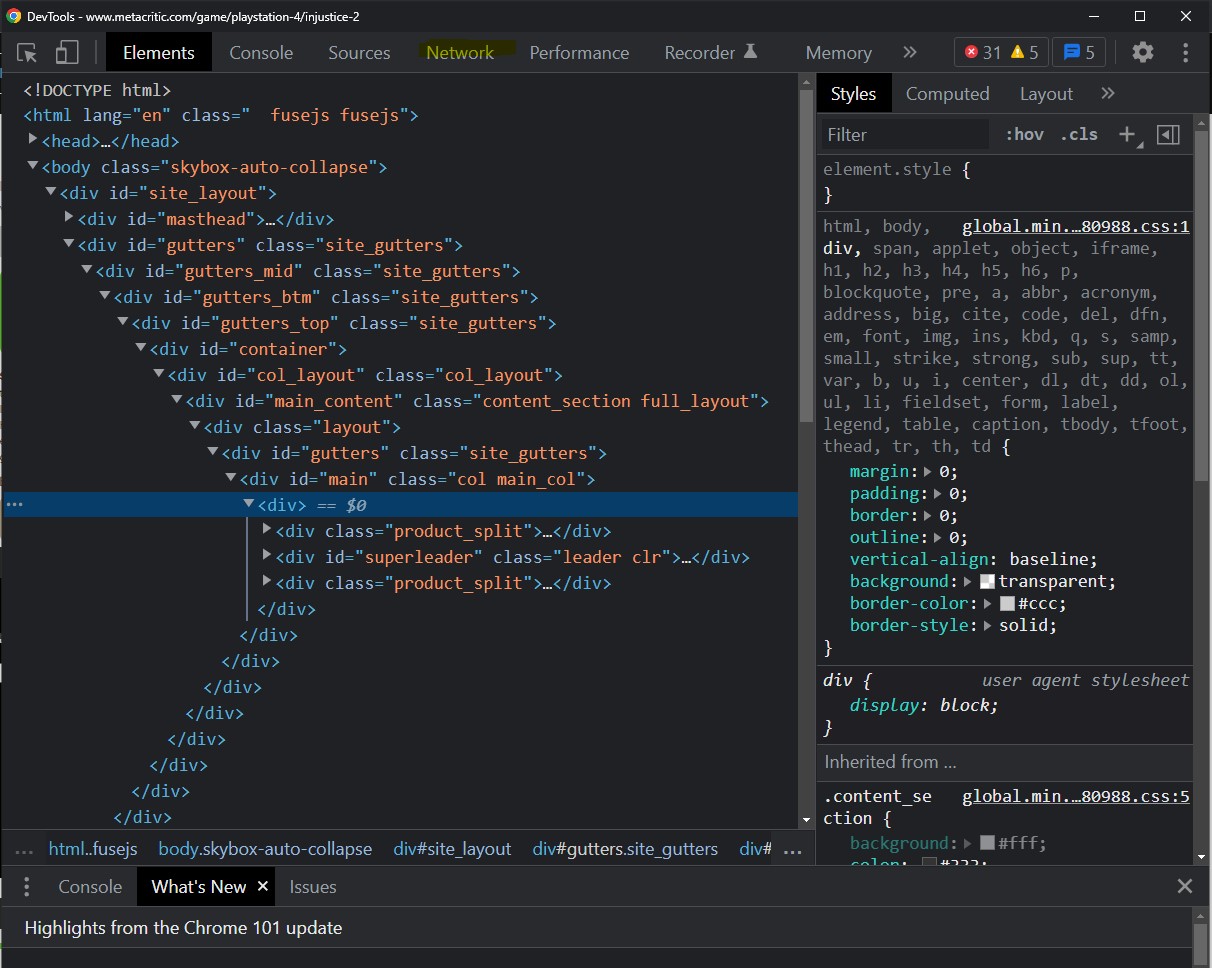 DevTools - www.metacritic.com/game/playstation-4/injustice-2
Elements Console Sources Network Performance Recorder Memory 31 5 5
<!DOCTYPE html>
<html lang="en" class="  fusejs fusejs">
<head>…</head>
<body class="skybox-auto-collapse">
<div id="site_layout">
<div id="masthead">…</div>
<div id="gutters" class="site_gutters">
<div id="gutters_mid" class="site_gutters">
<div id="gutters_btm" class="site_gutters">
<div id="gutters_top" class="site_gutters">
<div id="container">
<div id="col_layout" class="col_layout">
<div id="main_content" class="content_section full_layout">
<div class="layout">
<div id="gutters" class="site_gutters">
<div id="main" class="col main_col">
<div> == $0
<div class="product_split">…</div>
<div id="superleader" class="leader clr">…</div>
<div class="product_split">…</div>
</div>
</div>
</div>
</div>
</div>
</div>
</div>
</div>
</div>
... html..fusejs body.skybox-auto-collapse div#site_layout div#gutters.site_gutters div# ...
Styles Computed Layout
Filter :hov .cls
element.style {
}
html, body, global.min.…80988.css:1
div, span, applet, object, iframe,
h1, h2, h3, h4, h5, h6, p,
blockquote, pre, a, abbr, acronym,
address, big, cite, code, del, dfn,
em, font, img, ins, kbd, q, s, samp,
small, strike, strong, sub, sup, tt,
var, b, u, i, center, dl, dt, dd, ol,
ul, li, fieldset, form, label,
legend, table, caption, tbody, tfoot,
thead, tr, th, td {
margin: 0;
padding: 0;
border: 0;
outline: 0;
vertical-align: baseline;
background: transparent;
border-color: #ccc;
border-style: solid;
}
div { user agent stylesheet
display: block;
}
Inherited from ...
.content_se global.min.…80988.css:5
ction {
background: #fff;
color:
Console What's New Issues
Highlights from the Chrome 101 update